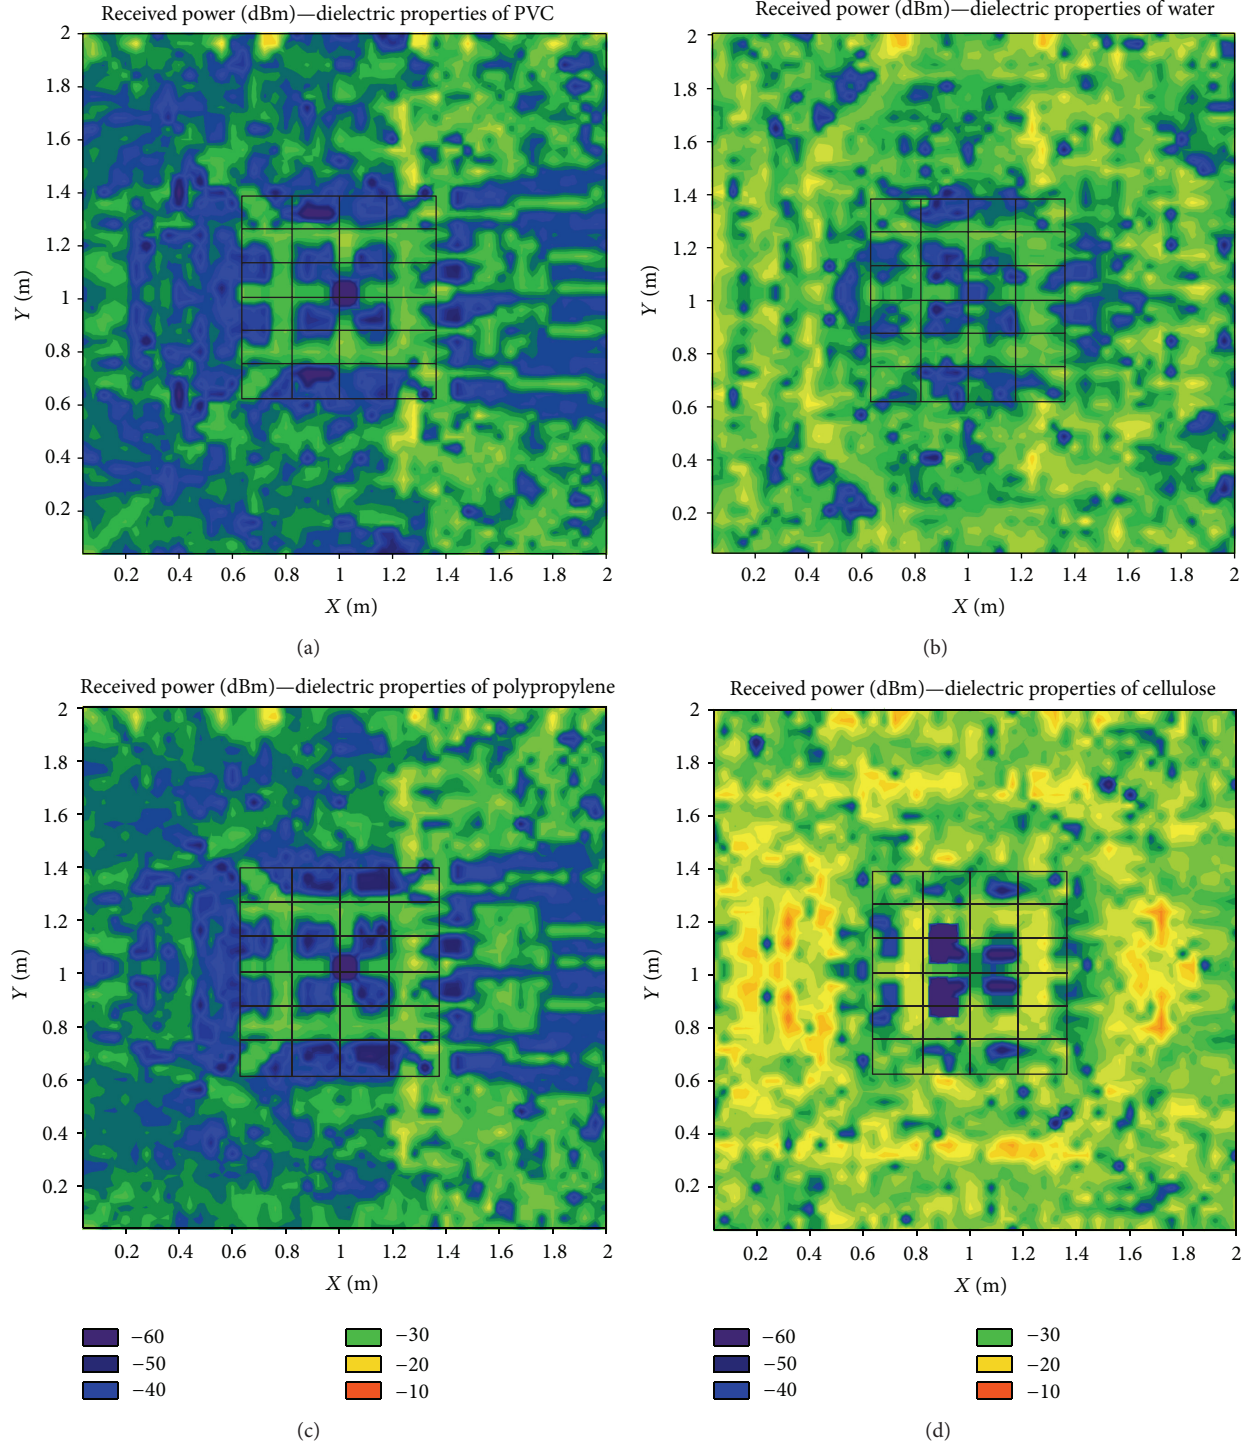 Received power (dBm)—dielectric properties of PVC
2
1.8
1.6
1.4
1.2
1
0.8
0.6
0.4
0.2
Y (m)
0.2 0.4 0.6 0.8 1 1.2 1.4 1.6 1.8 2
X (m)
(a)
Received power (dBm)—dielectric properties of water
2
1.8
1.6
1.4
1.2
1
0.8
0.6
0.4
0.2
Y (m)
0.2 0.4 0.6 0.8 1 1.2 1.4 1.6 1.8 2
X (m)
(b)
Received power (dBm)—dielectric properties of polypropylene
2
1.8
1.6
1.4
1.2
1
0.8
0.6
0.4
0.2
Y (m)
0.2 0.4 0.6 0.8 1 1.2 1.4 1.6 1.8 2
X (m)
−60 −30
−50 −20
−40 −10
(c)
Received power (dBm)—dielectric properties of cellulose
2
1.8
1.6
1.4
1.2
1
0.8
0.6
0.4
0.2
Y (m)
0.2 0.4 0.6 0.8 1 1.2 1.4 1.6 1.8 2
X (m)
−60 −30
−50 −20
−40 −10
(d)